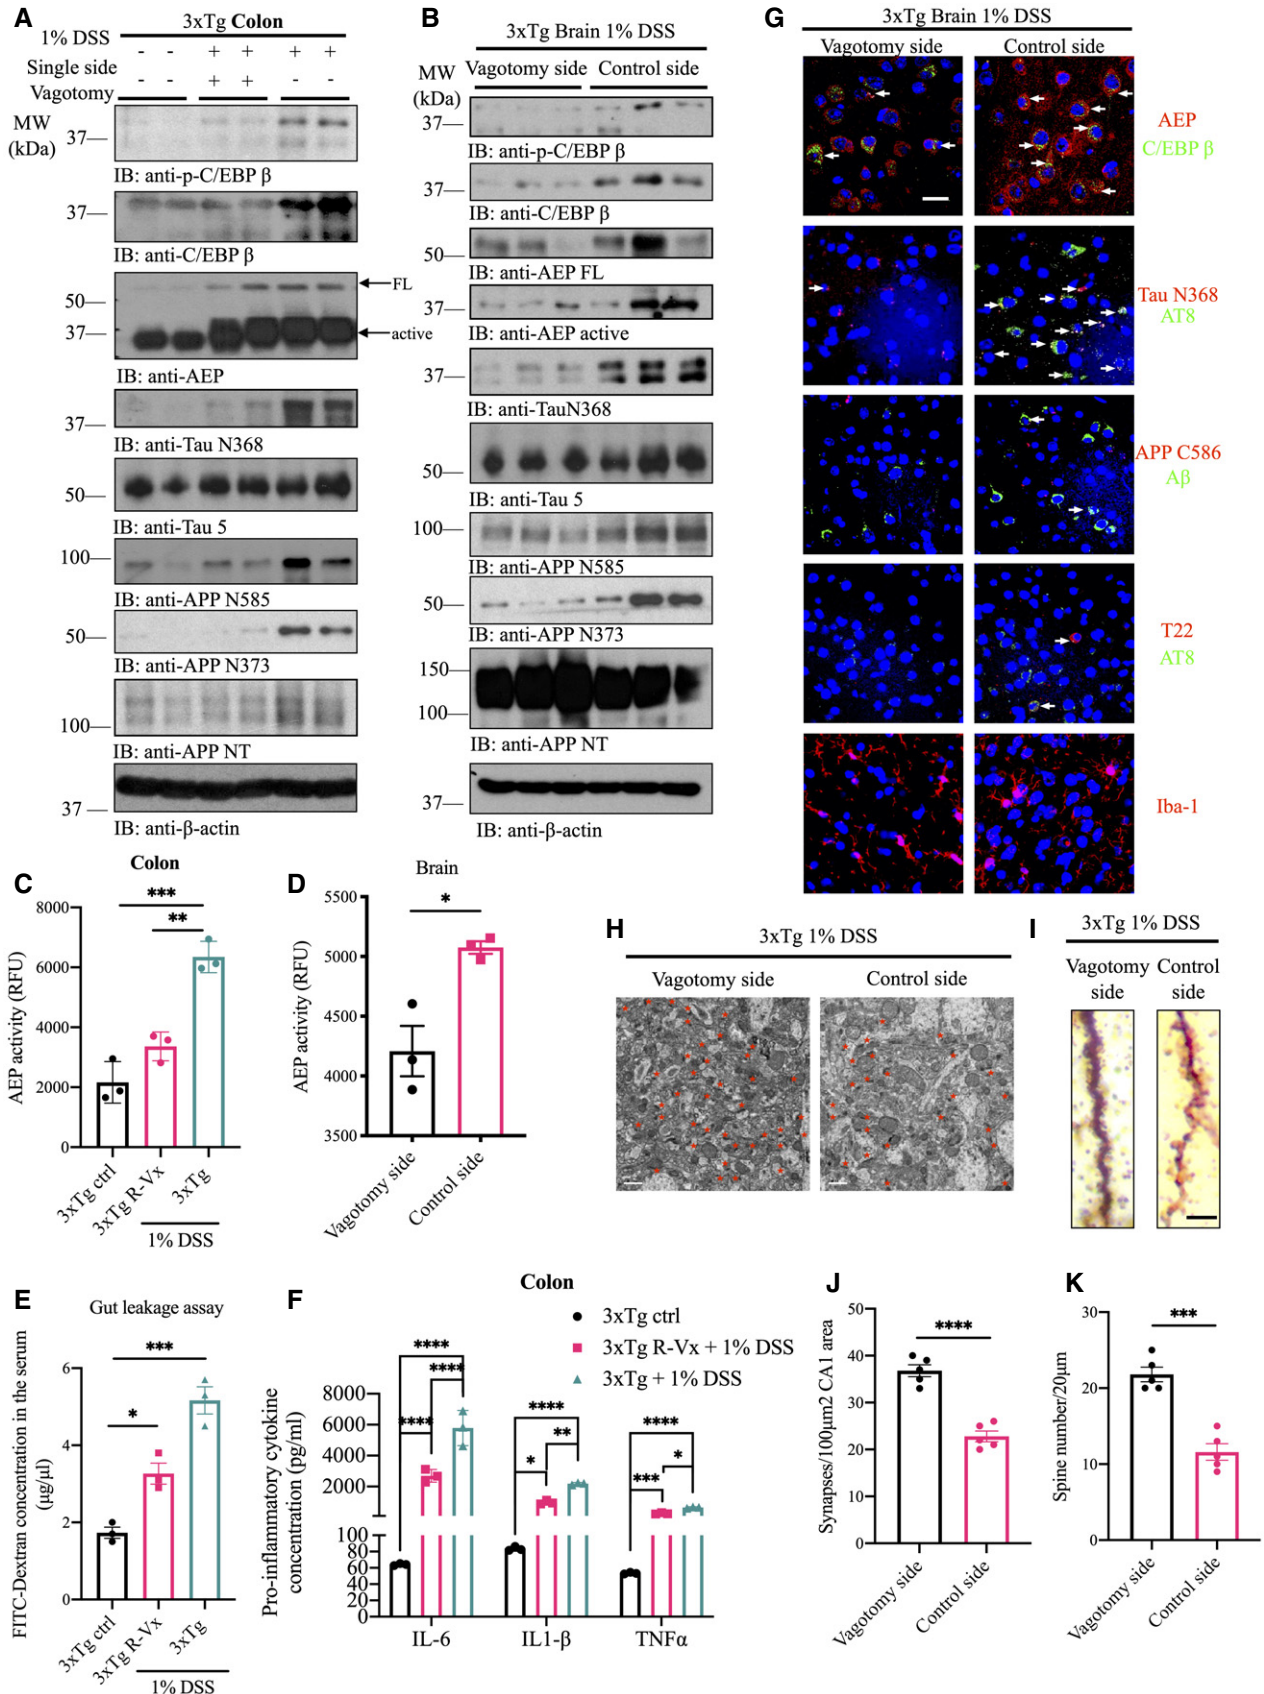 A
3xTg Colon
1% DSS - - + + + +
Single side
Vagotomy - - + + - -
MW
(kDa)
37
IB: anti-p-C/EBP β
37
IB: anti-C/EBP β
FL
50
37
active
IB: anti-AEP
37
IB: anti-Tau N368
50
IB: anti-Tau 5
100
IB: anti-APP N585
50
IB: anti-APP N373
100
IB: anti-APP NT
37
IB: anti-β-actin
B
3xTg Brain 1% DSS
MW
(kDa)
Vagotomy side Control side
37
IB: anti-p-C/EBP β
37
IB: anti-C/EBP β
50
IB: anti-AEP FL
37
IB: anti-AEP active
37
IB: anti-TauN368
50
IB: anti-Tau 5
100
IB: anti-APP N585
50
IB: anti-APP N373
150
100
IB: anti-APP NT
37
IB: anti-β-actin
G
3xTg Brain 1% DSS
Vagotomy side Control side
AEP
C/EBP β
Tau N368
AT8
APP C586
Aβ
T22
AT8
Iba-1
C
Colon
AEP activity (RFU)
8000
6000
4000
2000
0
***
**
3xTg ctrl
3xTg R-Vx
3xTg
1% DSS
D
Brain
AEP activity (RFU)
5500
5000
4500
4000
3500
*
Vagotomy side
Control side
H
3xTg 1% DSS
Vagotomy side Control side
I
3xTg 1% DSS
Vagotomy Control
side side
E
Gut leakage assay
FITC-Dextran concentration in the serum
(μg/μl)
6
4
2
0
***
*
3xTg ctrl
3xTg R-Vx
3xTg
1% DSS
F
Colon
3xTg ctrl
3xTg R-Vx + 1% DSS
3xTg + 1% DSS
Pro-inflammatory cytokine
concentration (pg/ml)
8000
6000
4000
2000
100
80
60
40
20
0
****
****
****
****
**
*
****
*
***
IL-6 IL1-β TNFα
J
Synapses/100μm2 CA1 area
50
40
30
20
10
0
****
Vagotomy side
Control side
K
Spine number/20μm
30
20
10
0
***
Vagotomy side
Control side